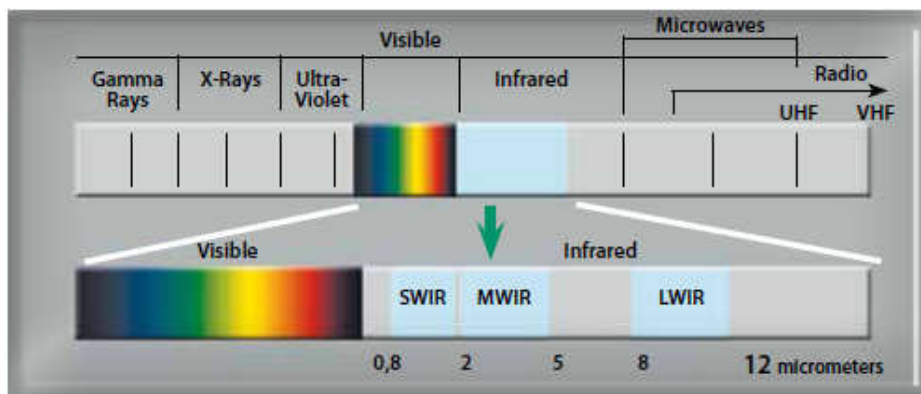 Visible
Microwaves
Gamma
Rays
X-Rays
Ultra-
Violet
Infrared
Radio
UHF VHF
Visible
Infrared
SWIR MWIR LWIR
0,8 2 5 8 12 micrometers